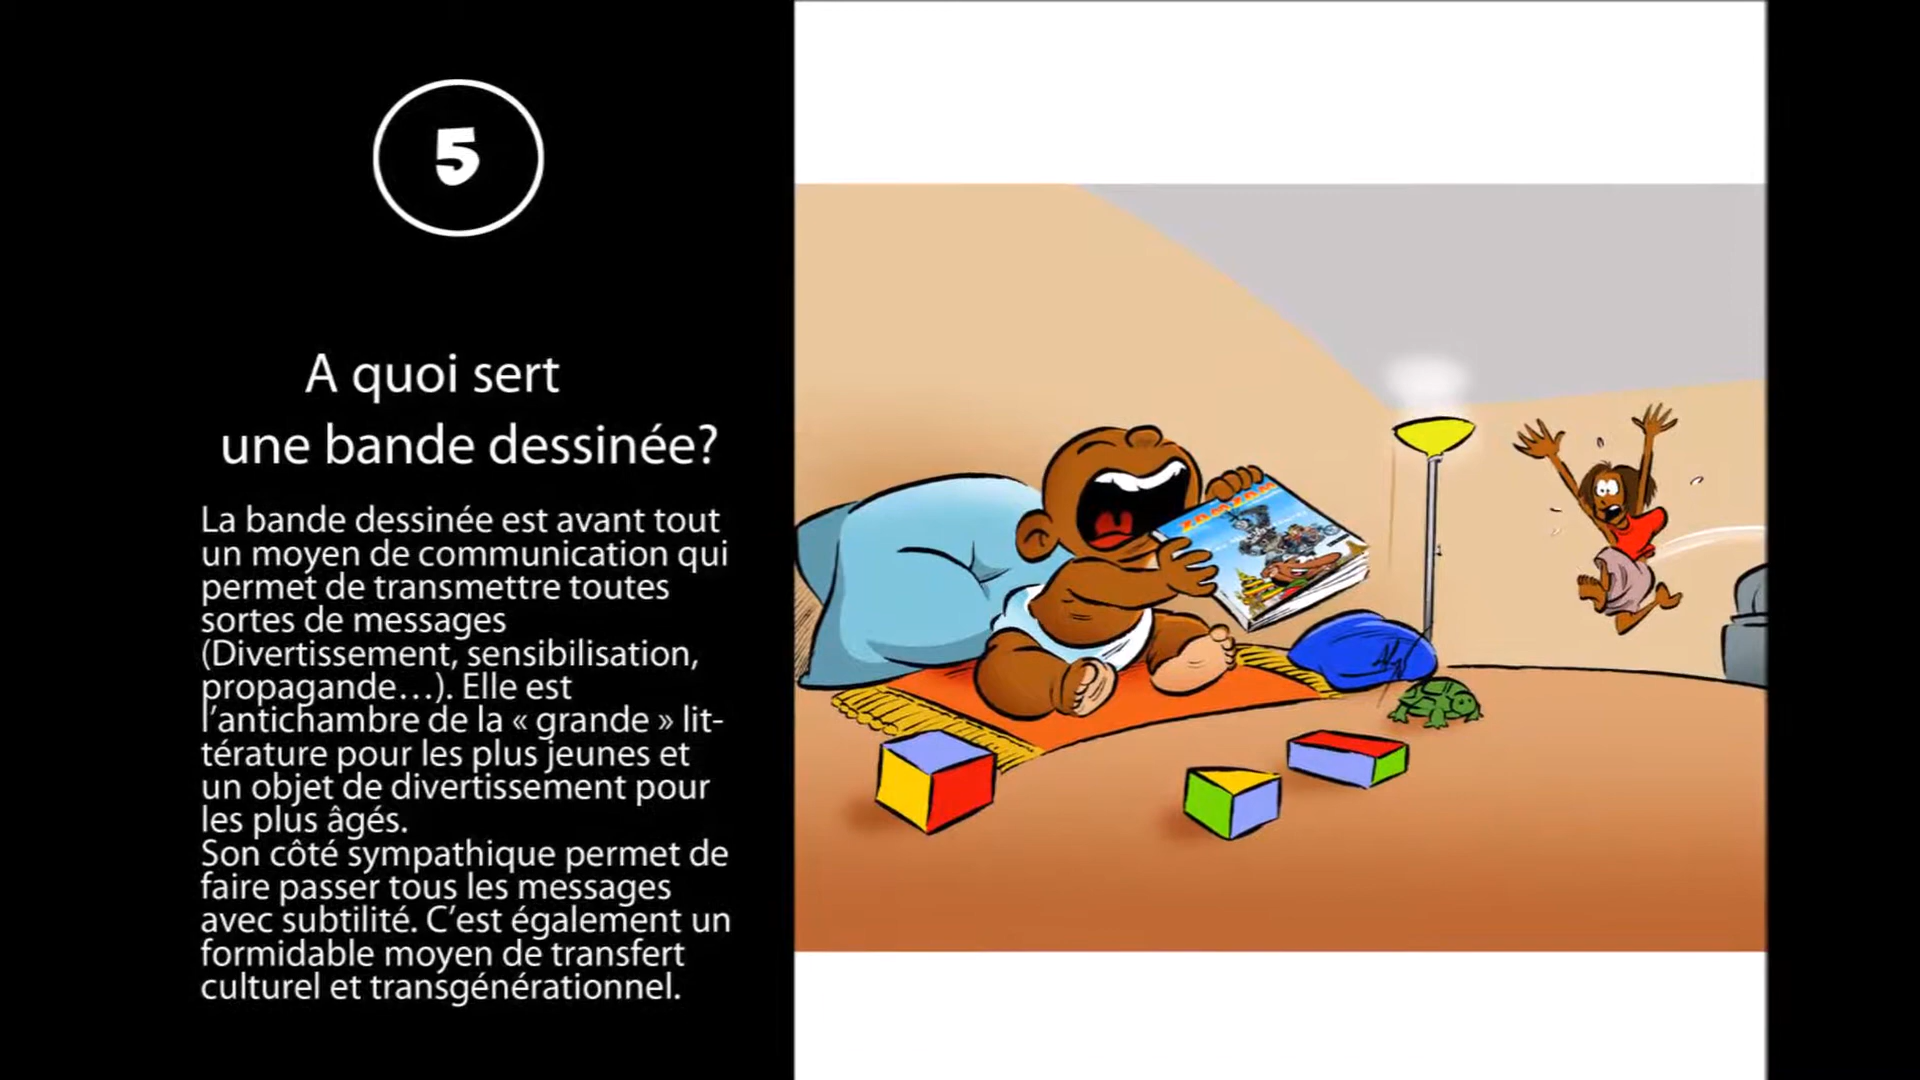 5
A quoi sert
une bande dessinée?
La bande dessinée est avant tout
un moyen de communication qui
permet de transmettre toutes
sortes de messages
(Divertissement, sensibilisation,
propagande…). Elle est
l’antichambre de la « grande » lit-
térature pour les plus jeunes et
un objet de divertissement pour
les plus âgés.
Son côté sympathique permet de
faire passer tous les messages
avec subtilité. C’est également un
formidable moyen de transfert
culturel et transgénérationnel.
ZAMZAM